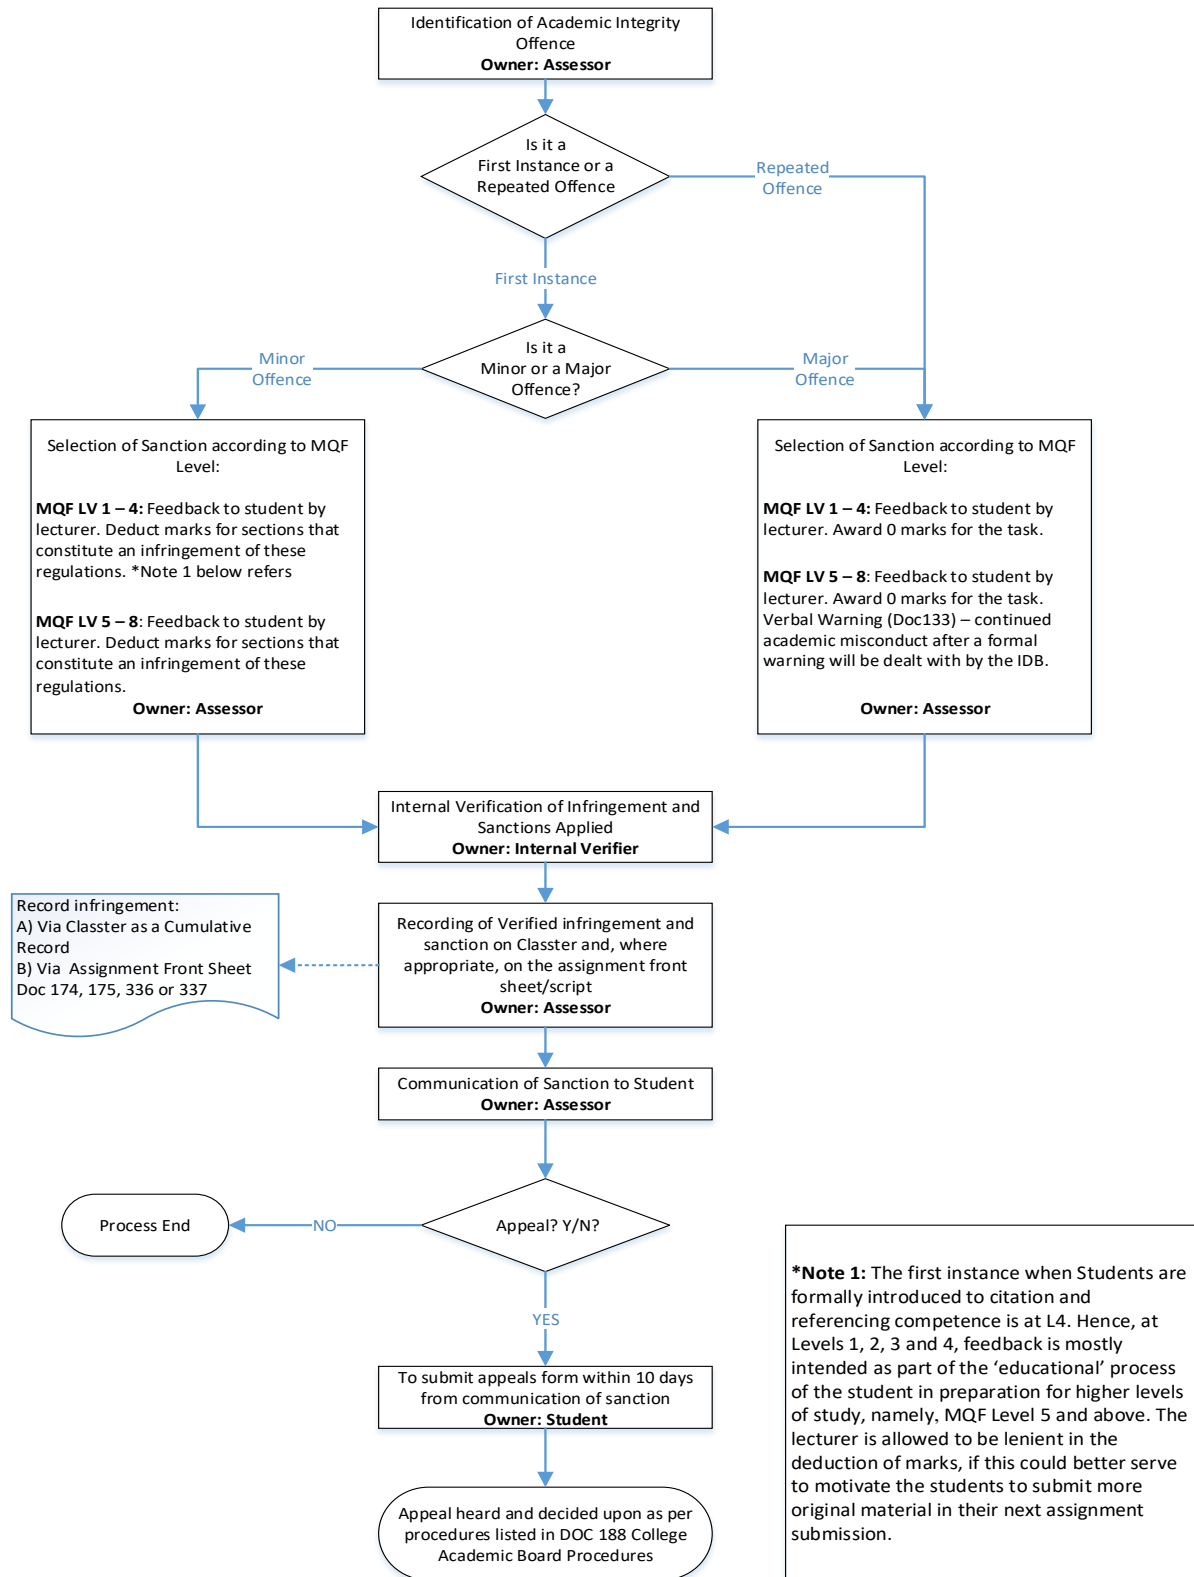 Identification of Academic Integrity
Offence
Owner: Assessor
Is it a
First Instance or a
Repeated Offence
Repeated
Offence
First Instance
Is it a
Minor or a Major
Offence?
Minor
Offence
Major
Offence
Selection of Sanction according to MQF
Level:
MQF LV 1 – 4: Feedback to student by
lecturer. Deduct marks for sections that
constitute an infringement of these
regulations. *Note 1 below refers
MQF LV 5 – 8: Feedback to student by
lecturer. Deduct marks for sections that
constitute an infringement of these
regulations.
Owner: Assessor
Selection of Sanction according to MQF
Level:
MQF LV 1 – 4: Feedback to student by
lecturer. Award 0 marks for the task.
MQF LV 5 – 8: Feedback to student by
lecturer. Award 0 marks for the task.
Verbal Warning (Doc133) – continued
academic misconduct after a formal
warning will be dealt with by the IDB.
Owner: Assessor
Internal Verification of Infringement and
Sanctions Applied
Owner: Internal Verifier
Record infringement:
A) Via Classter as a Cumulative
Record
B) Via Assignment Front Sheet
Doc 174, 175, 336 or 337
Recording of Verified infringement and
sanction on Classter and, where
appropriate, on the assignment front
sheet/script
Owner: Assessor
Communication of Sanction to Student
Owner: Assessor
Appeal? Y/N?
NO
Process End
YES
To submit appeals form within 10 days
from communication of sanction
Owner: Student
Appeal heard and decided upon as per
procedures listed in DOC 188 College
Academic Board Procedures
*Note 1: The first instance when Students are
formally introduced to citation and
referencing competence is at L4. Hence, at
Levels 1, 2, 3 and 4, feedback is mostly
intended as part of the ‘educational’ process
of the student in preparation for higher levels
of study, namely, MQF Level 5 and above. The
lecturer is allowed to be lenient in the
deduction of marks, if this could better serve
to motivate the students to submit more
original material in their next assignment
submission.